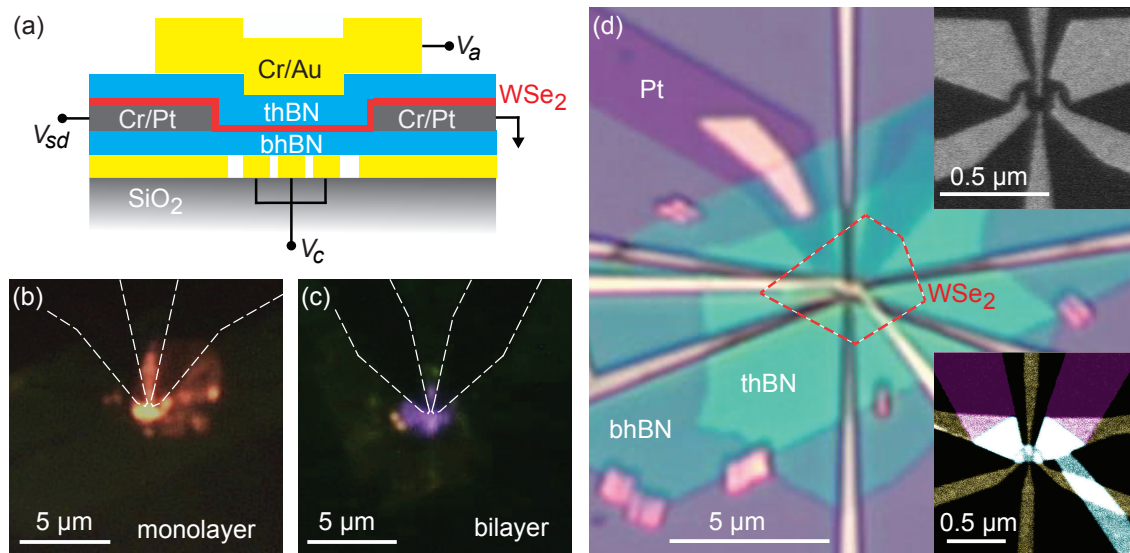 (a)
Vₐ
Cr/Au
WSe₂
thBN
Cr/Pt
Cr/Pt
V_sd
bhBN
SiO₂
V_c
(b)
5 µm
monolayer
(c)
5 µm
bilayer
(d)
Pt
0.5 µm
WSe₂
thBN
bhBN
5 µm
0.5 µm